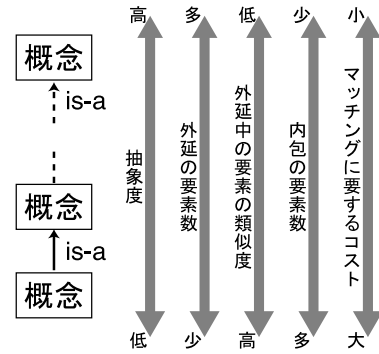 高 多 低 少 小
概念
is-a
概念
is-a
概念
抽象度
外延の要素数
外延中の要素の類似度
内包の要素数
マッチングに要するコスト
低 少 高 多 大